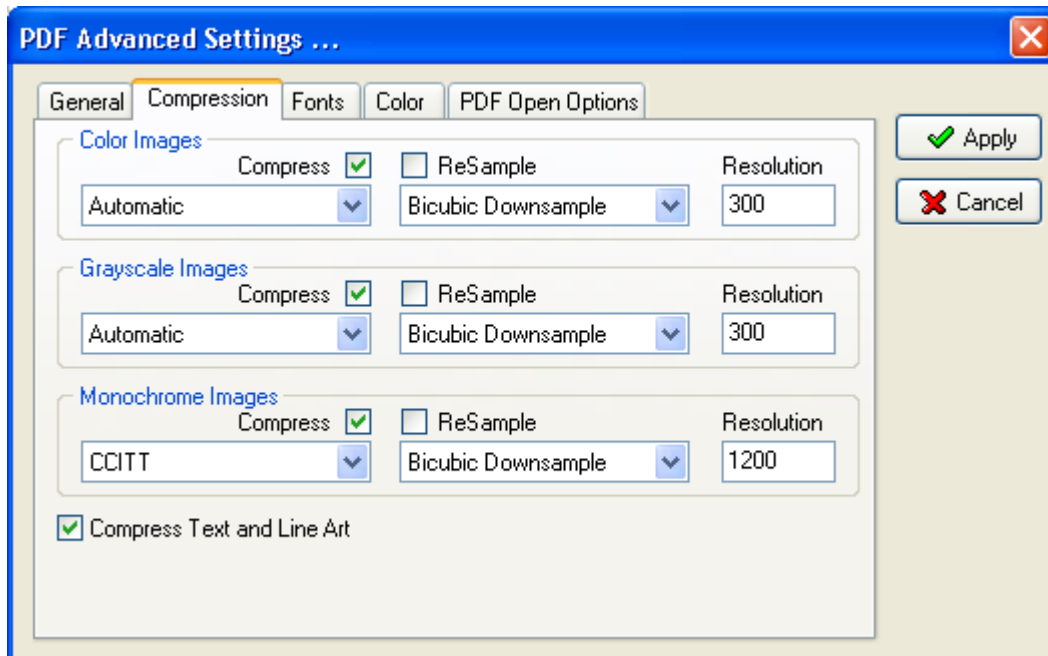 PDF Advanced Settings ...
General Compression Fonts Color PDF Open Options
Color Images
Compress ReSample Resolution
Automatic Bicubic Downsample 300
Grayscale Images
Compress ReSample Resolution
Automatic Bicubic Downsample 300
Monochrome Images
Compress ReSample Resolution
CCITT Bicubic Downsample 1200
Compress Text and Line Art
Apply
Cancel